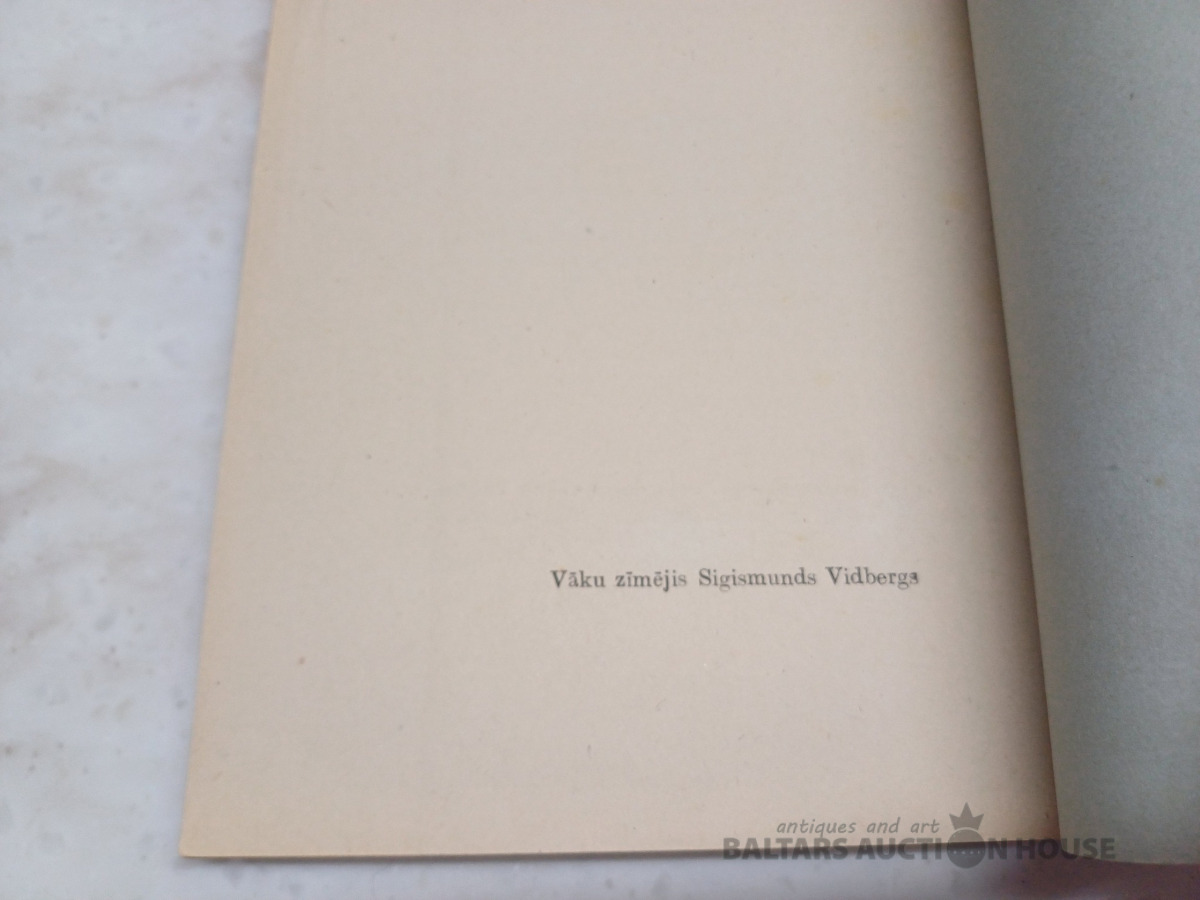 Vāku zīmējis Sigismunds Vidbergs
antiques and art
BALTARS AUCTION HOUSE